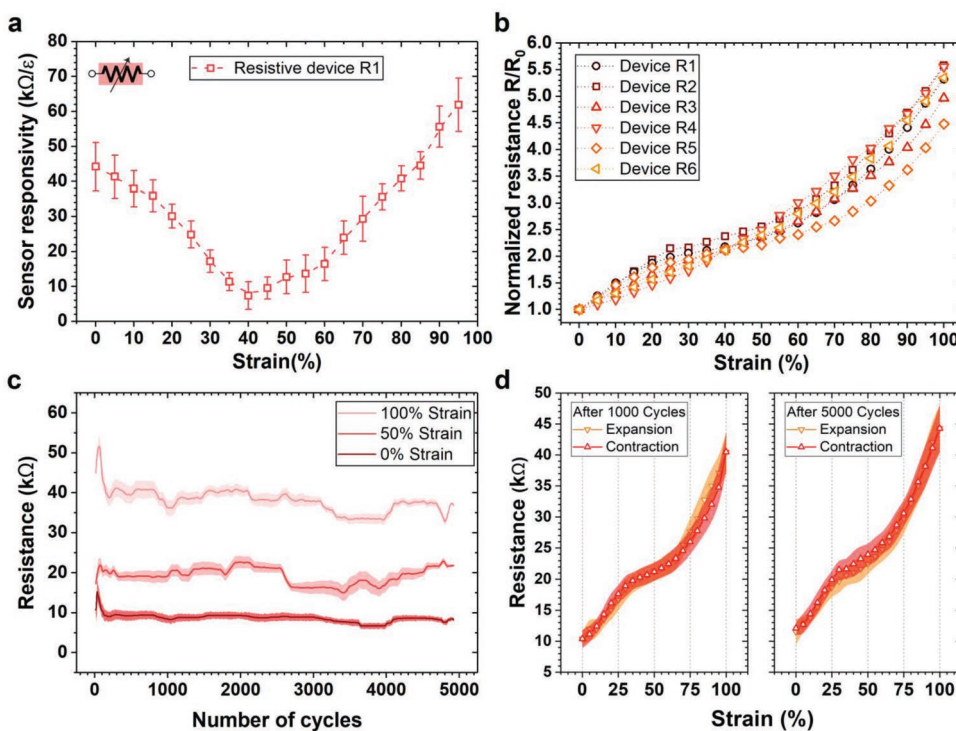 a
80
70
60
50
40
30
20
10
0
Sensor responsivity (kΩ/ε)
Resistive device R1
0 10 20 30 40 50 60 70 80 90 100
Strain(%)
b
6.0
5.5
5.0
4.5
4.0
3.5
3.0
2.5
2.0
1.5
1.0
Normalized resistance R/R0
Device R1
Device R2
Device R3
Device R4
Device R5
Device R6
0 10 20 30 40 50 60 70 80 90 100
Strain (%)
c
60
50
40
30
20
10
0
Resistance (kΩ)
100% Strain
50% Strain
0% Strain
0 1000 2000 3000 4000 5000
Number of cycles
d
50
45
40
35
30
25
20
15
10
5
Resistance (kΩ)
After 1000 Cycles
Expansion
Contraction
0 25 50 75 100
After 5000 Cycles
Expansion
Contraction
0 25 50 75 100
Strain (%)